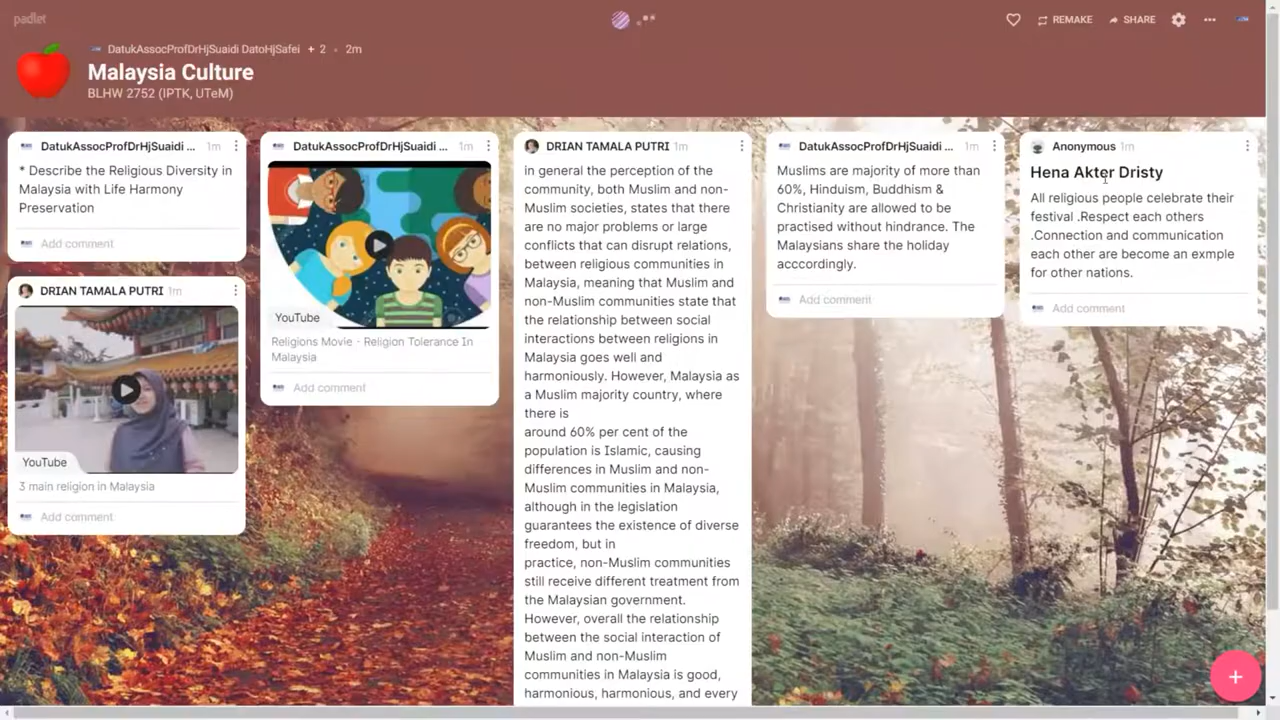 padlet
REMAKE
SHARE
DatukAssocProfDrHjSuaidi DatoHjSafei + 2 • 2m
Malaysia Culture
BLHW 2752 (IPTK, UTeM)
DatukAssocProfDrHjSuaidi ... 1m
* Describe the Religious Diversity in
Malaysia with Life Harmony
Preservation
Add comment
DRIAN TAMALA PUTRI 1m
YouTube
3 main religion in Malaysia
Add comment
DatukAssocProfDrHjSuaidi ... 1m
YouTube
Religions Movie - Religion Tolerance In
Malaysia
Add comment
DRIAN TAMALA PUTRI 1m
in general the perception of the
community, both Muslim and non-
Muslim societies, states that there
are no major problems or large
conflicts that can disrupt relations,
between religious communities in
Malaysia, meaning that Muslim and
non-Muslim communities state that
the relationship between social
interactions between religions in
Malaysia goes well and
harmoniously. However, Malaysia as
a Muslim majority country, where
there is
around 60% per cent of the
population is Islamic, causing
differences in Muslim and non-
Muslim communities in Malaysia,
although in the legislation
guarantees the existence of diverse
freedom, but in
practice, non-Muslim communities
still receive different treatment from
the Malaysian government.
However, overall the relationship
between the social interaction of
Muslim and non-Muslim
communities in Malaysia is good,
harmonious, harmonious, and every
DatukAssocProfDrHjSuaidi ... 1m
Muslims are majority of more than
60%, Hinduism, Buddhism &
Christianity are allowed to be
practised without hindrance. The
Malaysians share the holiday
acccordingly.
Add comment
Anonymous 1m
Hena Akter Dristy
All religious people celebrate their
festival .Respect each others
.Connection and communication
each other are become an exmple
for other nations.
Add comment